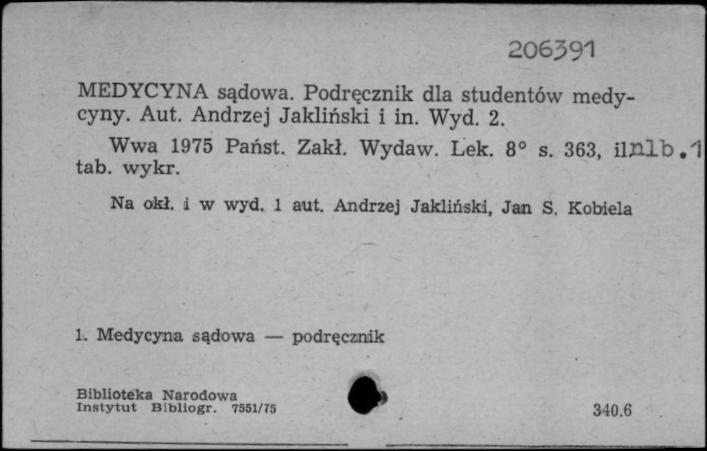 206391
MEDYCYNA sądowa. Podręcznik dla studentów medy-
cyny. Aut. Andrzej Jakliński i in. Wyd. 2.
Wwa 1975 Państ. Zakł. Wydaw. Lek. 8° s. 363, nlb.1
tab. wykr.
Na okł. i w wyd. 1 aut. Andrzej Jakliński, Jan S. Kobiela
1. Medycyna sądowa — podręcznik
Biblioteka Narodowa
Instytut Bibliogr. 7551/75
340.6